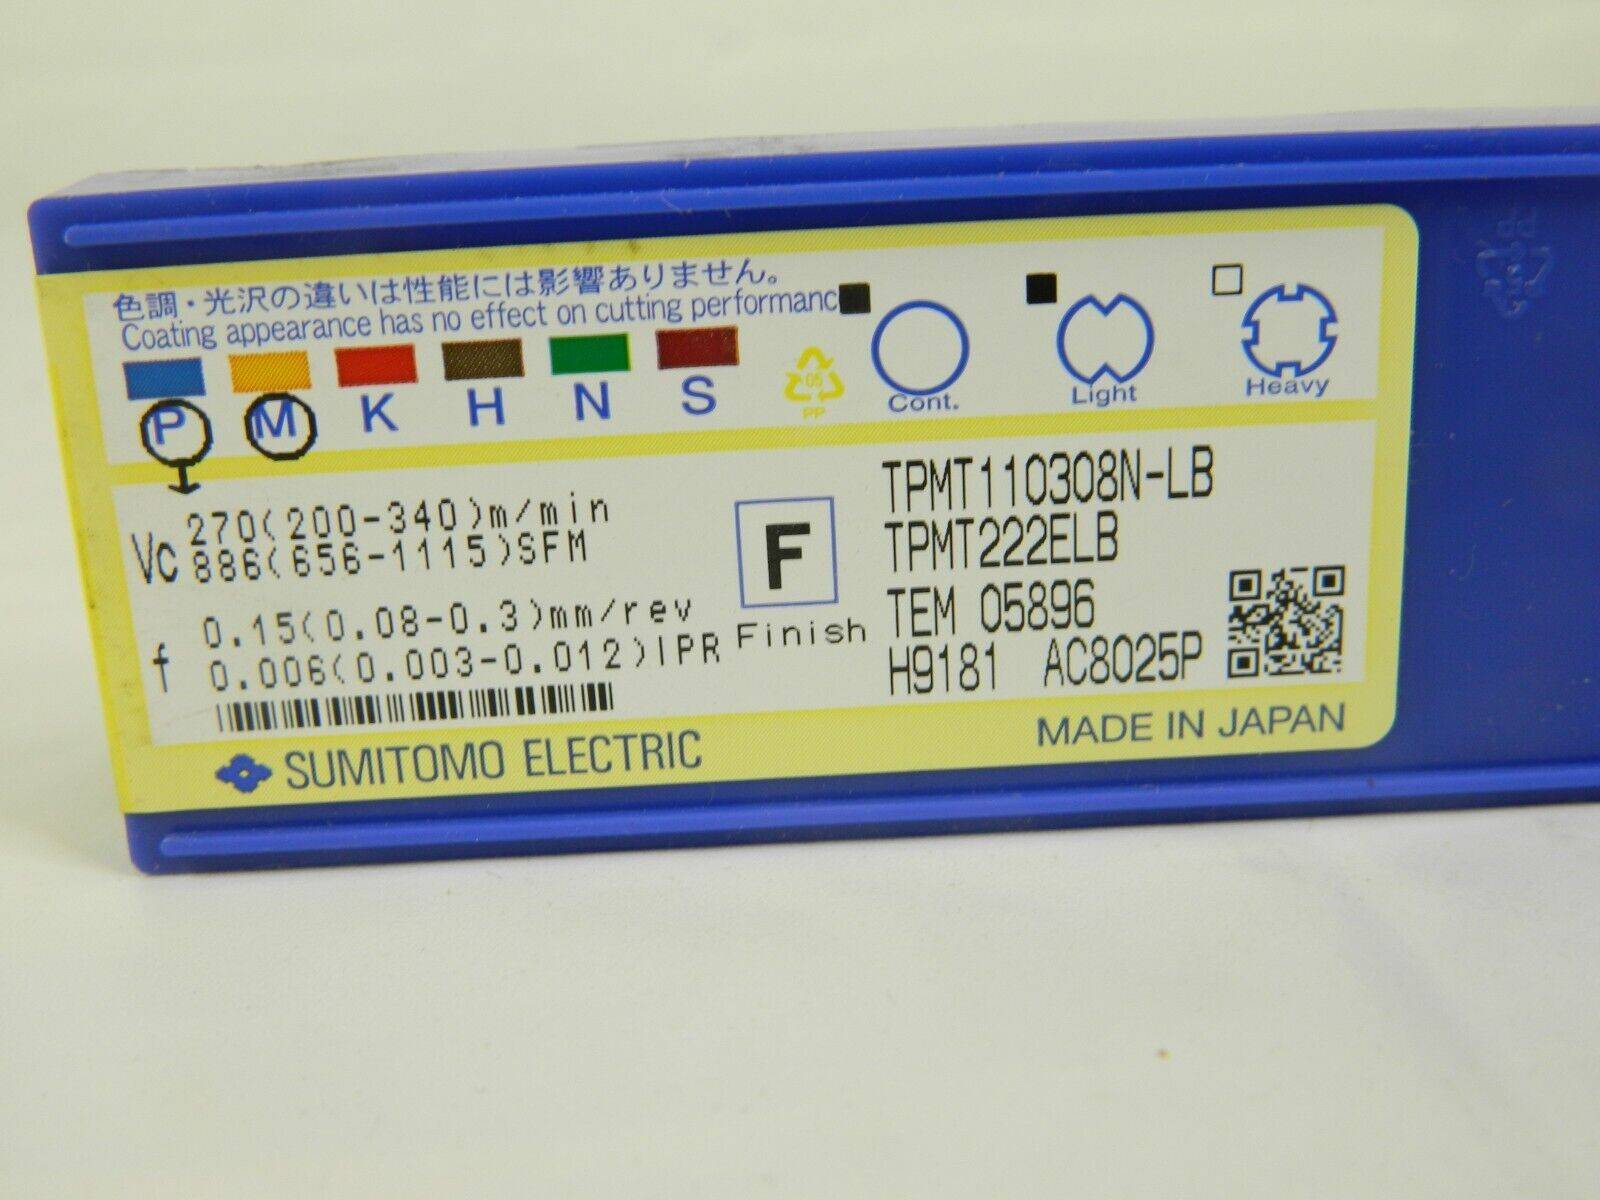 色調・光沢の違いは性能には影響ありません。
Coating appearance has no effect on cutting performanc
P M K H N S
05
PP
Cont.
Light
Heavy
Vc 270(200-340)m/min
886(656-1115)SFM
f 0.15(0.08-0.3)mm/rev
0.006(0.003-0.012)IPR
F
Finish
TPMT110308N-LB
TPMT222ELB
TEM 05896
H9181 AC8025P
SUMITOMO ELECTRIC
MADE IN JAPAN